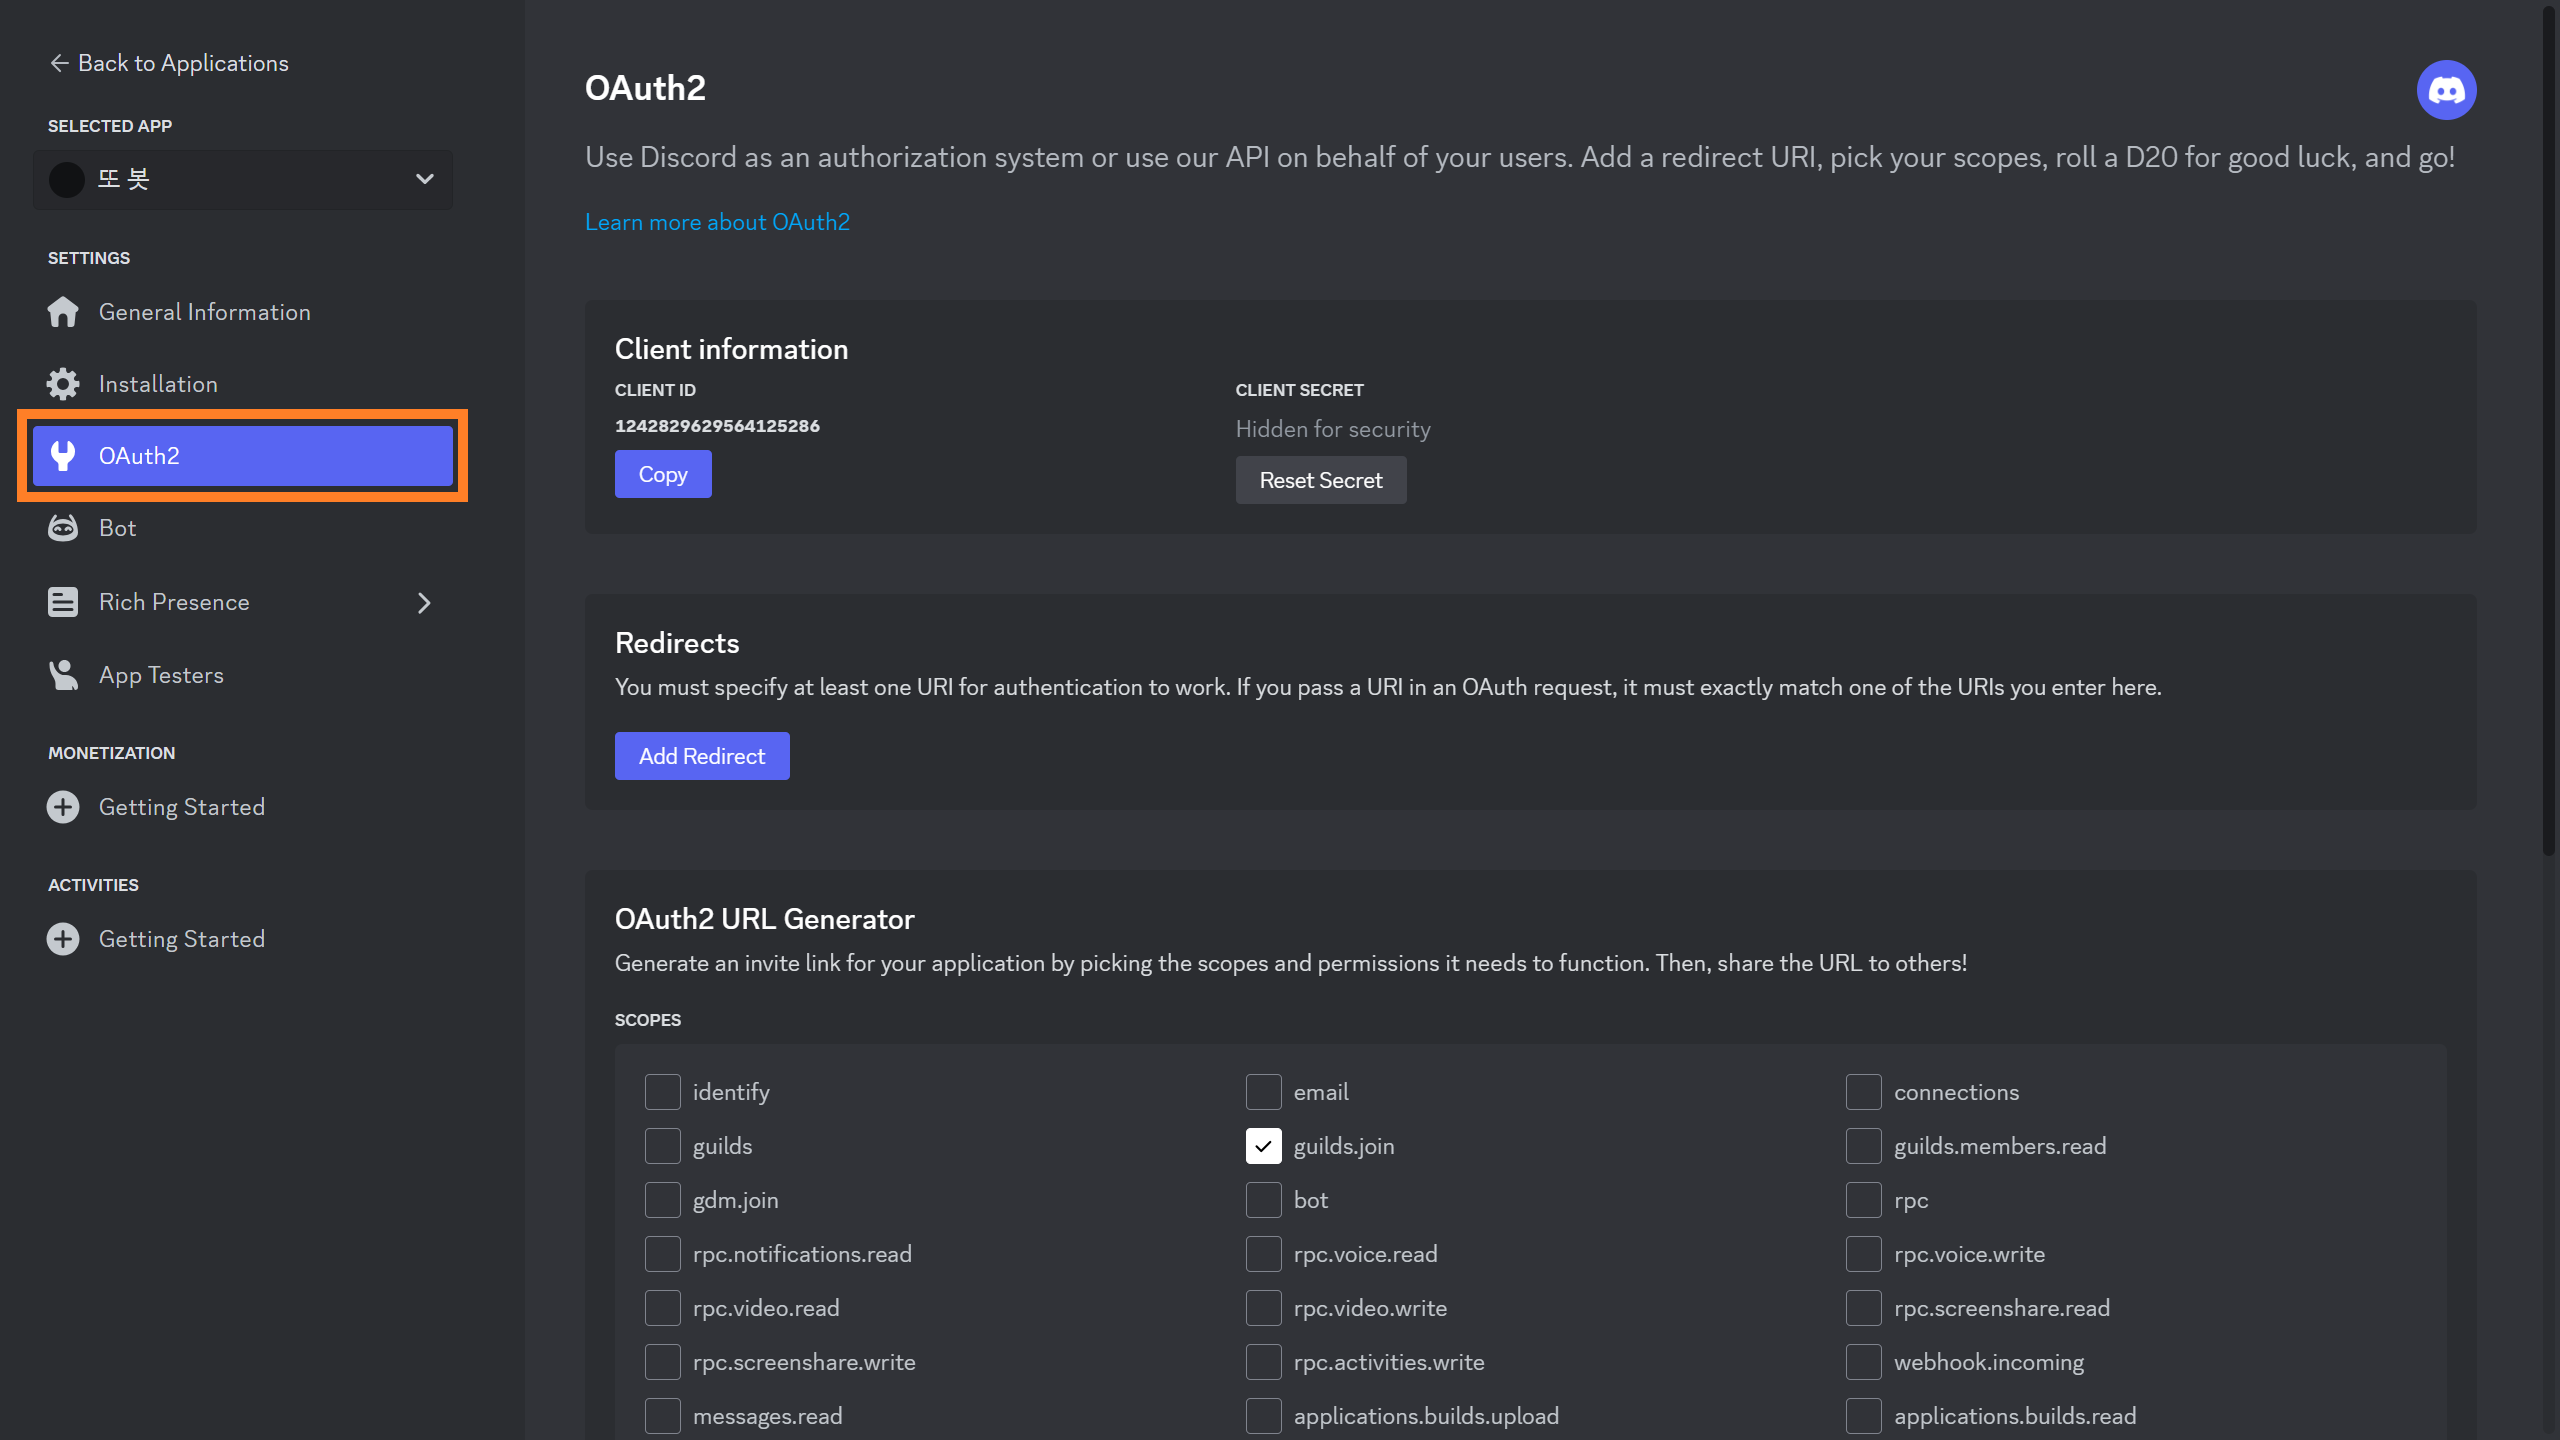 Back to Applications
SELECTED APP
또 봇
SETTINGS
General Information
Installation
OAuth2
Bot
Rich Presence
App Testers
MONETIZATION
Getting Started
ACTIVITIES
Getting Started
OAuth2
Use Discord as an authorization system or use our API on behalf of your users. Add a redirect URI, pick your scopes, roll a D20 for good luck, and go!
Learn more about OAuth2
Client information
CLIENT ID
1242829629564125286
Copy
CLIENT SECRET
Hidden for security
Reset Secret
Redirects
You must specify at least one URI for authentication to work. If you pass a URI in an OAuth request, it must exactly match one of the URIs you enter here.
Add Redirect
OAuth2 URL Generator
Generate an invite link for your application by picking the scopes and permissions it needs to function. Then, share the URL to others!
SCOPES
identify
email
connections
guilds
guilds.join
guilds.members.read
gdm.join
bot
rpc
rpc.notifications.read
rpc.voice.read
rpc.voice.write
rpc.video.read
rpc.video.write
rpc.screenshare.read
rpc.screenshare.write
rpc.activities.write
webhook.incoming
messages.read
applications.builds.upload
applications.builds.read